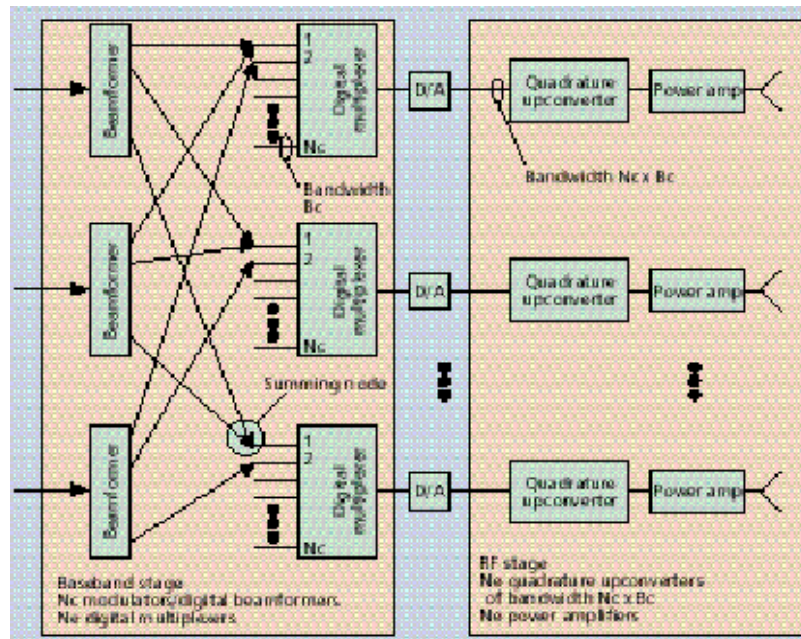 Beamformer
1
2
Nc
Digital
multiplexer
Bandwidth
Bc
D/A
Quadrature
upconverter
Power amp
Bandwidth Nc x Bc
Beamformer
1
2
Nc
Digital
multiplexer
D/A
Quadrature
upconverter
Power amp
Summing node
Beamformer
1
2
Nc
Digital
multiplexer
D/A
Quadrature
upconverter
Power amp
Baseband stage
Nc modulators/digital beamformers
Ne digital multiplexers
RF stage
Ne quadrature upconverters
of bandwidth Nc x Bc
Ne power amplifiers